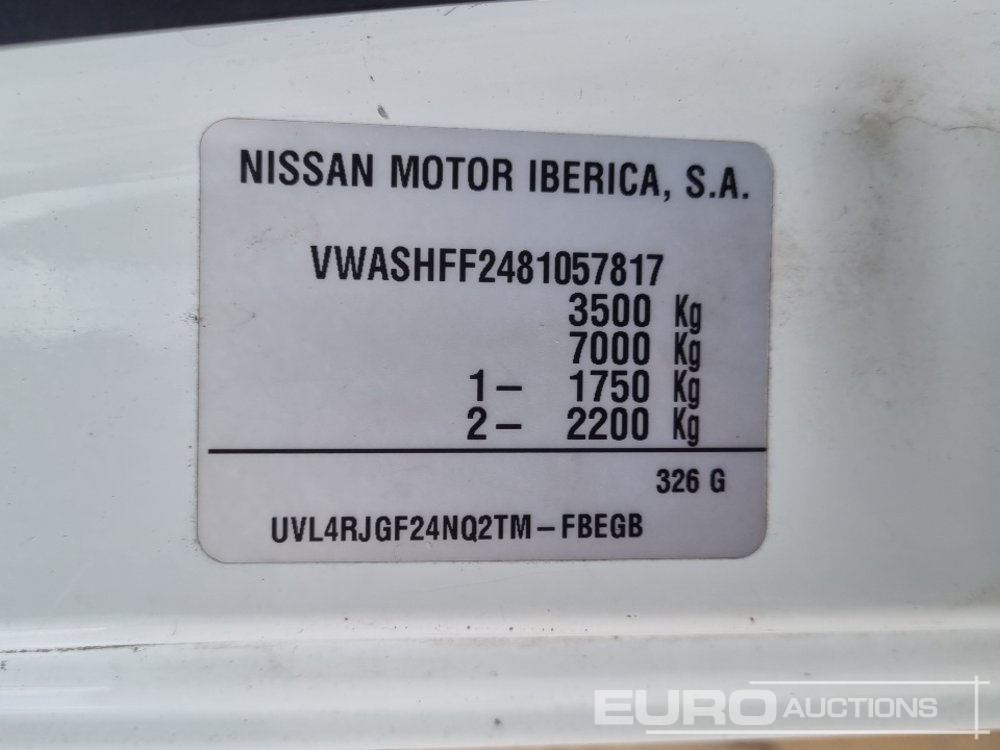 NISSAN MOTOR IBERICA, S.A.
VWASHFF2481057817
3500 Kg
7000 Kg
1- 1750 Kg
2- 2200 Kg
326 G
UVL4RJGF24NQ2TM-FBEGB
EURO AUCTIONS